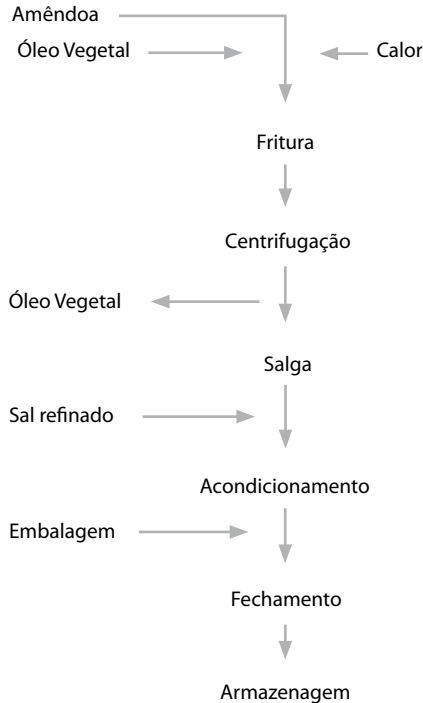 Amêndoa
Óleo Vegetal
Calor
Fritura
Centrifugação
Óleo Vegetal
Salga
Sal refinado
Acondicionamento
Embalagem
Fechamento
Armazenagem